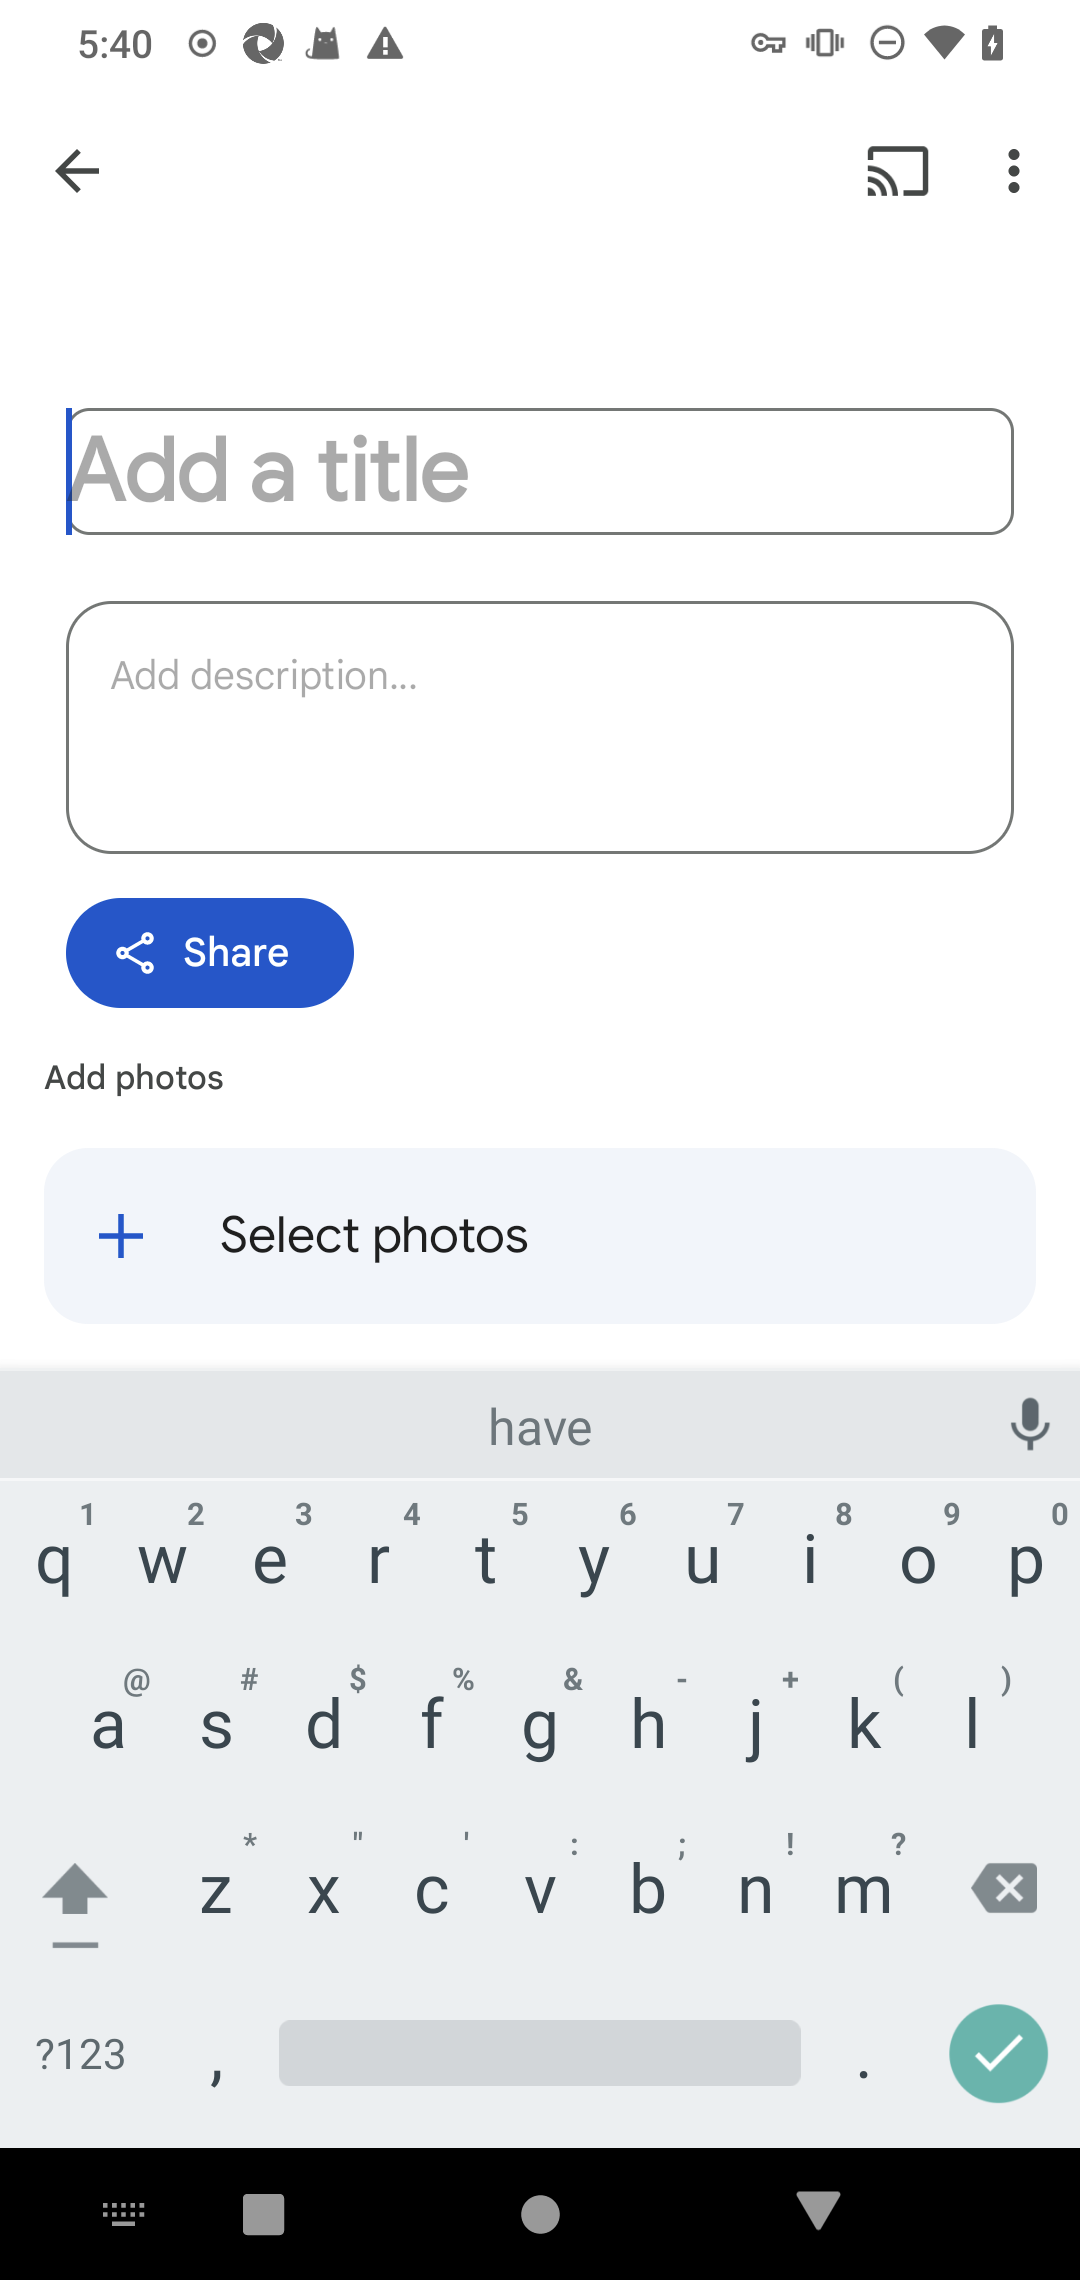 5:40
Add a title
Add description...
Share
Add photos
Select photos
have
1 2 3 4 5 6 7 8 9 0
q w e r t y u i o p
@ # $ % & - + ( )
a s d f g h j k l
* " ' : ; ! ?
z x c v b n m
?123 , .